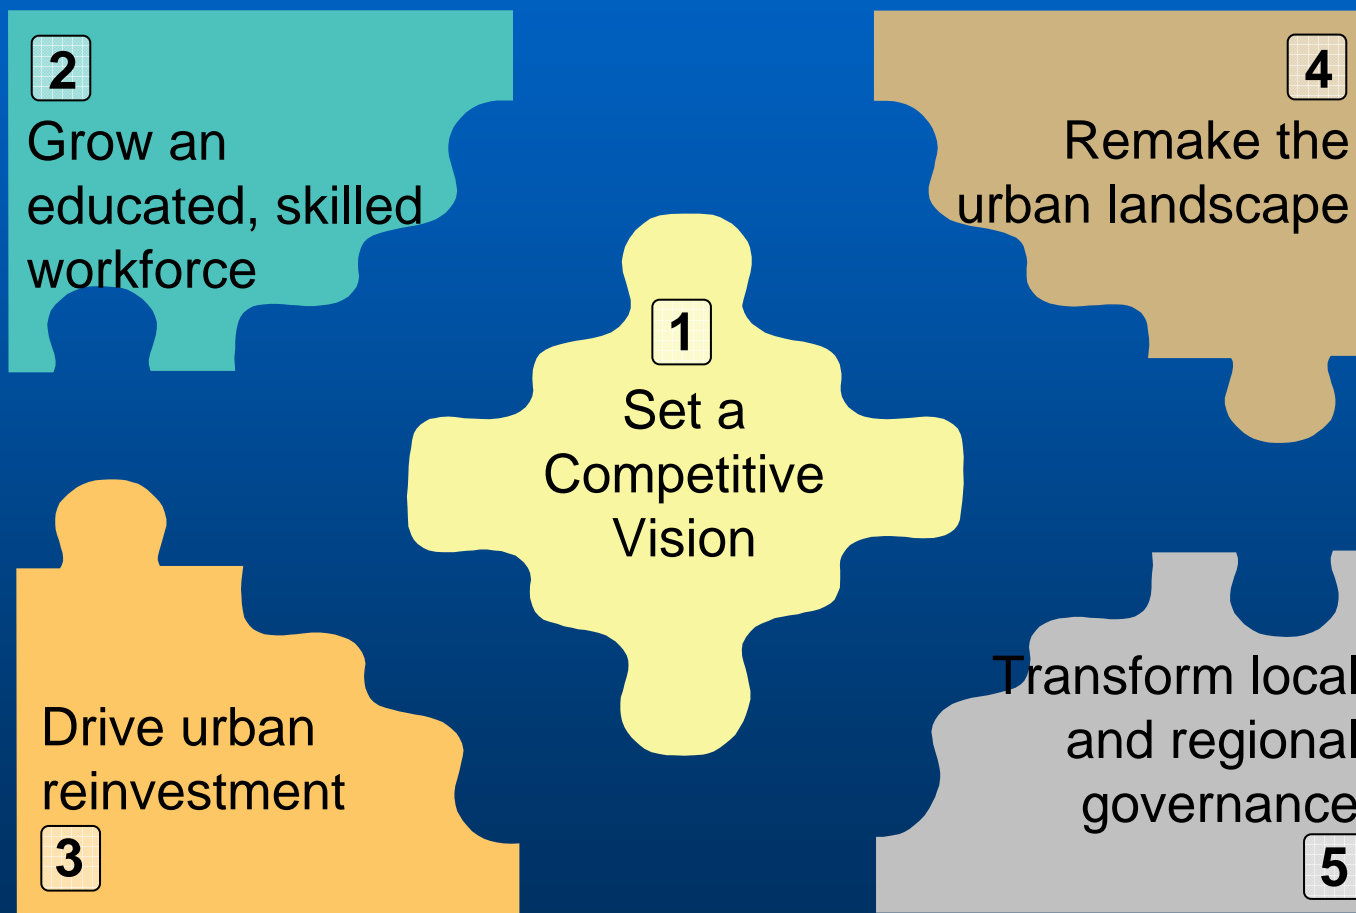 1
Set a
Competitive
Vision
2
Grow an
educated, skilled
workforce
3
Drive urban
reinvestment
4
Remake the
urban landscape
5
Transform local
and regional
governance